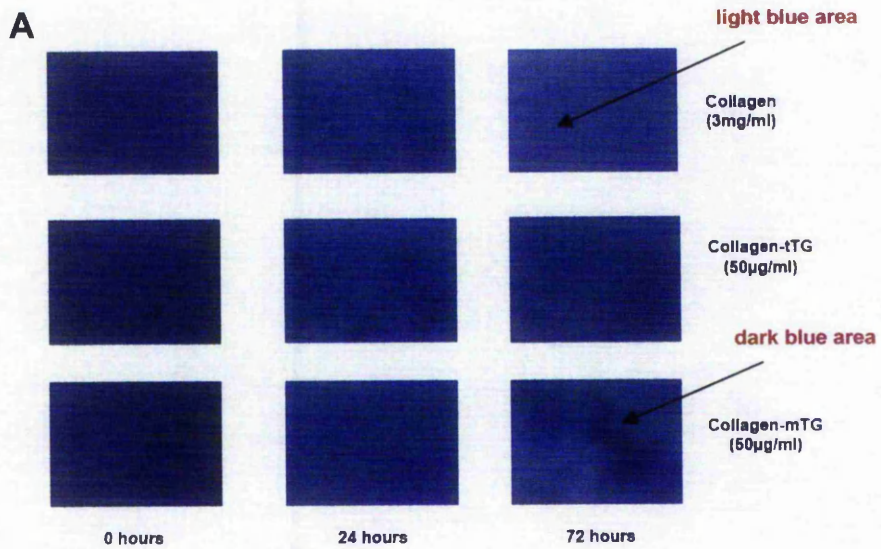 A
light blue area
Collagen
(3mg/ml)
Collagen-tTG
(50µg/ml)
dark blue area
Collagen-mTG
(50µg/ml)
0 hours
24 hours
72 hours